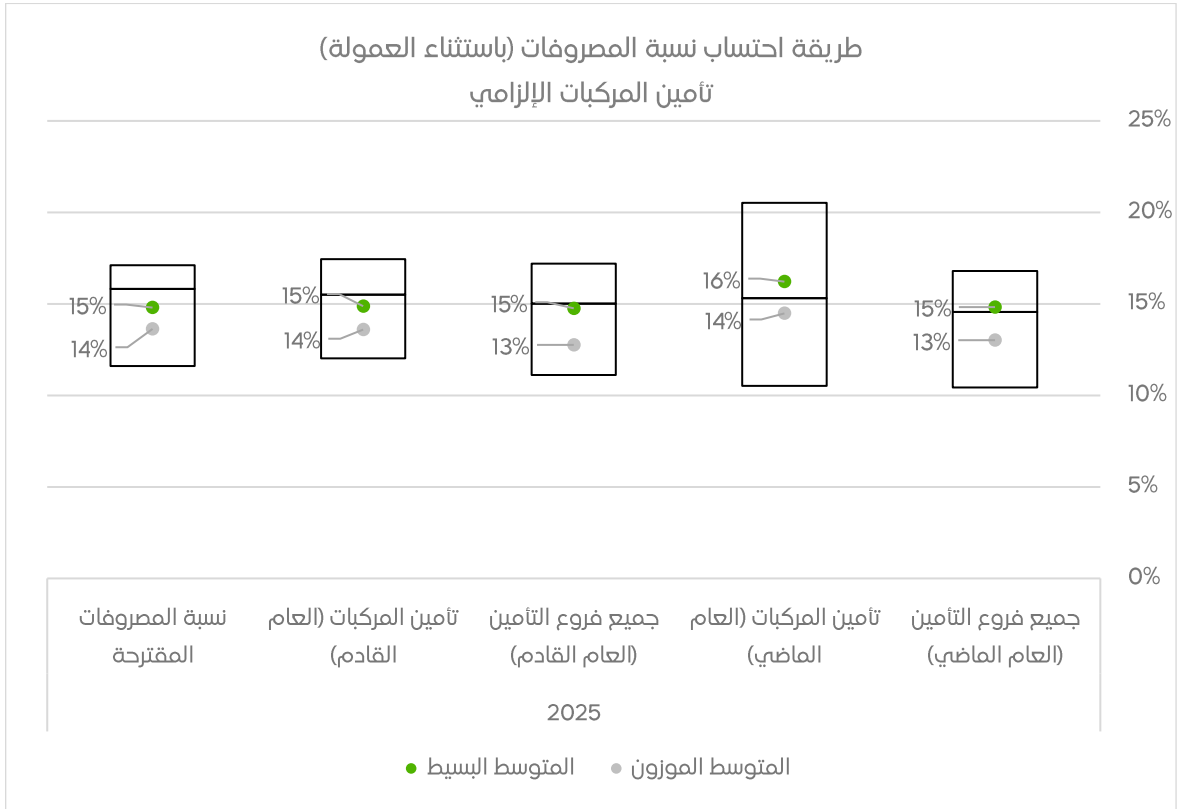 طريقة احتساب نسبة المصروفات (باستثناء العمولة)
تأمين المركبات الإلزامي
25%
20%
15%
10%
5%
0%
15%
13%
16%
14%
15%
13%
15%
14%
15%
14%
جميع فروع التأمين
(العام الماضي)
تأمين المركبات (العام
الماضي)
جميع فروع التأمين
(العام القادم)
تأمين المركبات (العام
القادم)
نسبة المصروفات
المقترحة
2025
المتوسط الموزون
المتوسط البسيط